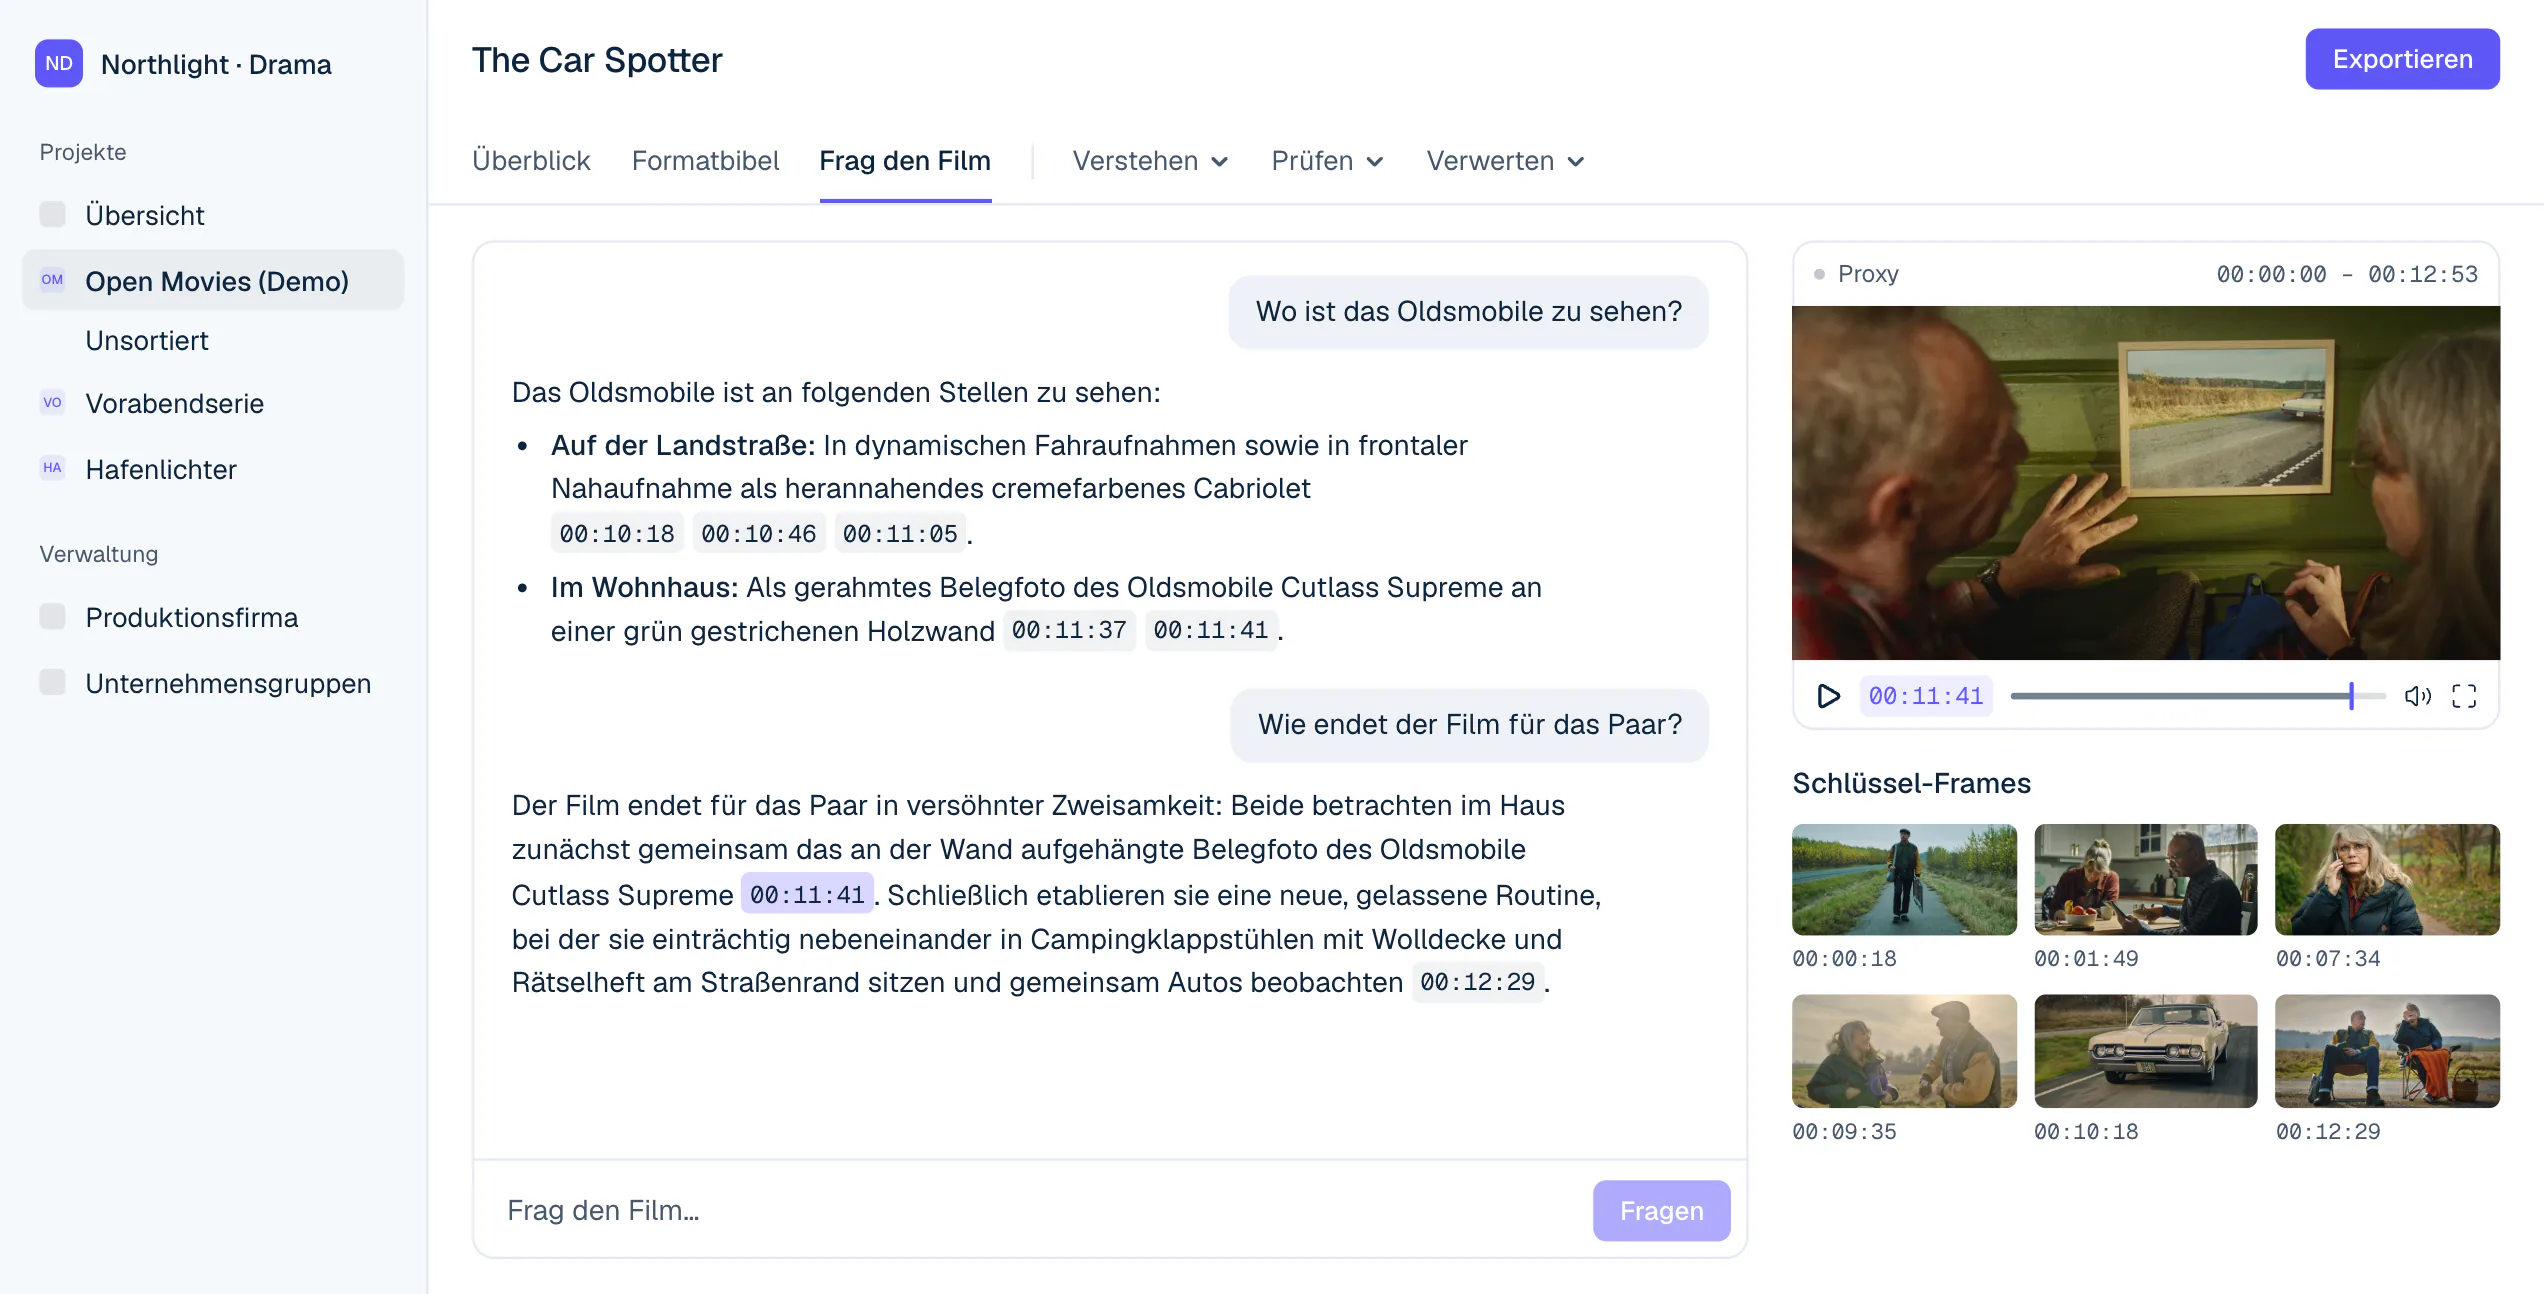 ND Northlight · Drama
Projekte
Übersicht
OM Open Movies (Demo)
Unsortiert
VO Vorabendserie
HA Hafenlichter
Verwaltung
Produktionsfirma
Unternehmensgruppen
The Car Spotter
Exportieren
Überblick Formatbibel Frag den Film Verstehen Prüfen Verwerten
Wo ist das Oldsmobile zu sehen?
Das Oldsmobile ist an folgenden Stellen zu sehen:
• Auf der Landstraße: In dynamischen Fahraufnahmen sowie in frontaler
Nahaufnahme als herannahendes cremefarbenes Cabriolet
00:10:18 00:10:46 00:11:05.
• Im Wohnhaus: Als gerahmtes Belegfoto des Oldsmobile Cutlass Supreme an
einer grün gestrichenen Holzwand 00:11:37 00:11:41.
Wie endet der Film für das Paar?
Der Film endet für das Paar in versöhnter Zweisamkeit: Beide betrachten im Haus
zunächst gemeinsam das an der Wand aufgehängte Belegfoto des Oldsmobile
Cutlass Supreme 00:11:41. Schließlich etablieren sie eine neue, gelassene Routine,
bei der sie einträchtig nebeneinander in Campingklappstühlen mit Wolldecke und
Rätselheft am Straßenrand sitzen und gemeinsam Autos beobachten 00:12:29.
Frag den Film...
Fragen
Proxy 00:00:00 – 00:12:53
00:11:41
Schlüssel-Frames
00:00:18 00:01:49 00:07:34
00:09:35 00:10:18 00:12:29